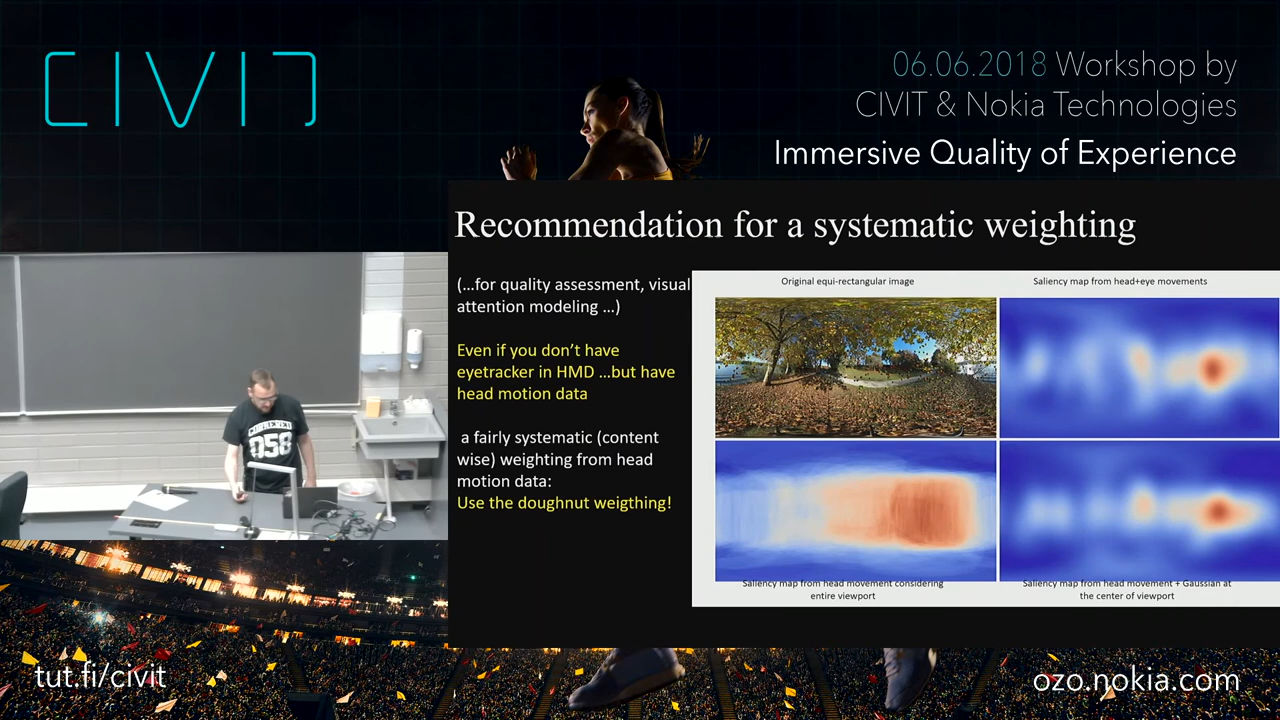 CIVIT
06.06.2018 Workshop by
CIVIT & Nokia Technologies
Immersive Quality of Experience
Recommendation for a systematic weighting
(...for quality assessment, visual
attention modeling ...)
Even if you don't have
eyetracker in HMD ...but have
head motion data
a fairly systematic (content
wise) weighting from head
motion data:
Use the doughnut weigthing!
Original equi-rectangular image
Saliency map from head+eye movements
Saliency map from head movement considering
entire viewport
Saliency map from head movement + Gaussian at
the center of viewport
CORNERED
058
tut.fi/civit
ozo.nokia.com